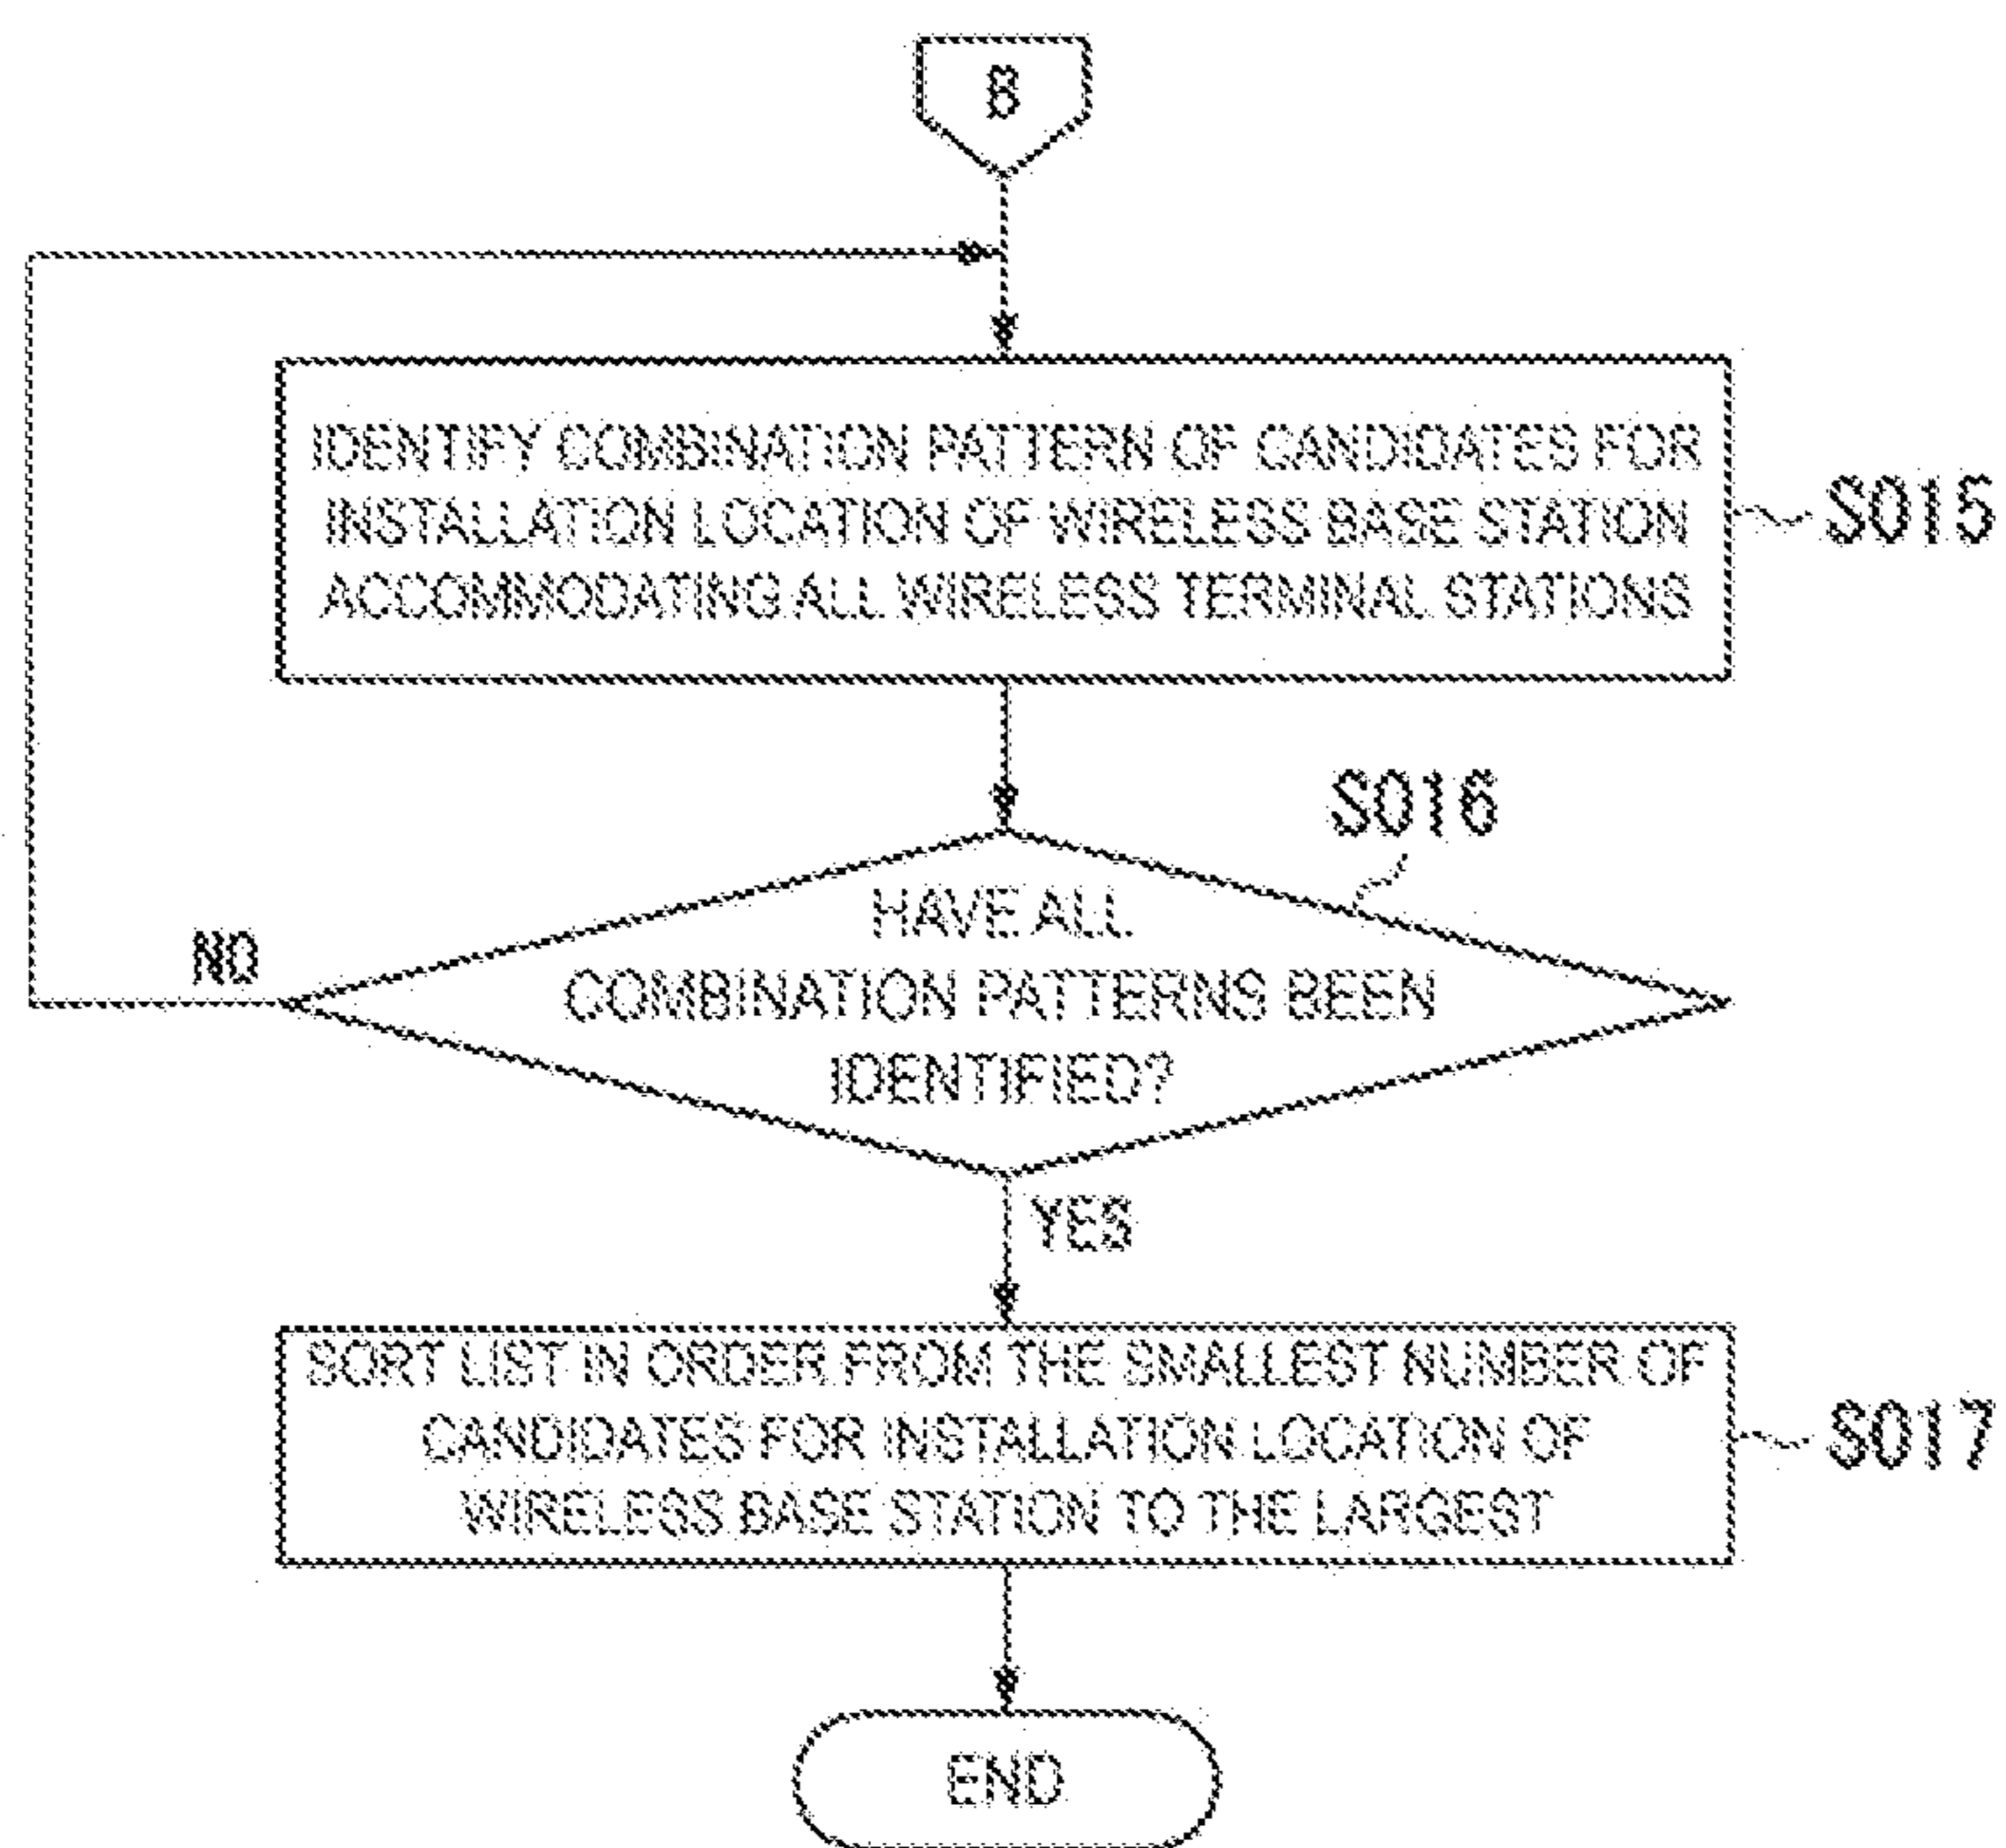 B
IDENTIFY COMBINATION PATTERN OF CANDIDATES FOR
INSTALLATION LOCATION OF WIRELESS BASE STATION
ACCOMMODATING ALL WIRELESS TERMINAL STATIONS
S015
S016
HAVE ALL
COMBINATION PATTERNS BEEN
IDENTIFIED?
NO
YES
SORT LIST IN ORDER FROM THE SMALLEST NUMBER OF
CANDIDATES FOR INSTALLATION LOCATION OF
WIRELESS BASE STATION TO THE LARGEST
S017
END